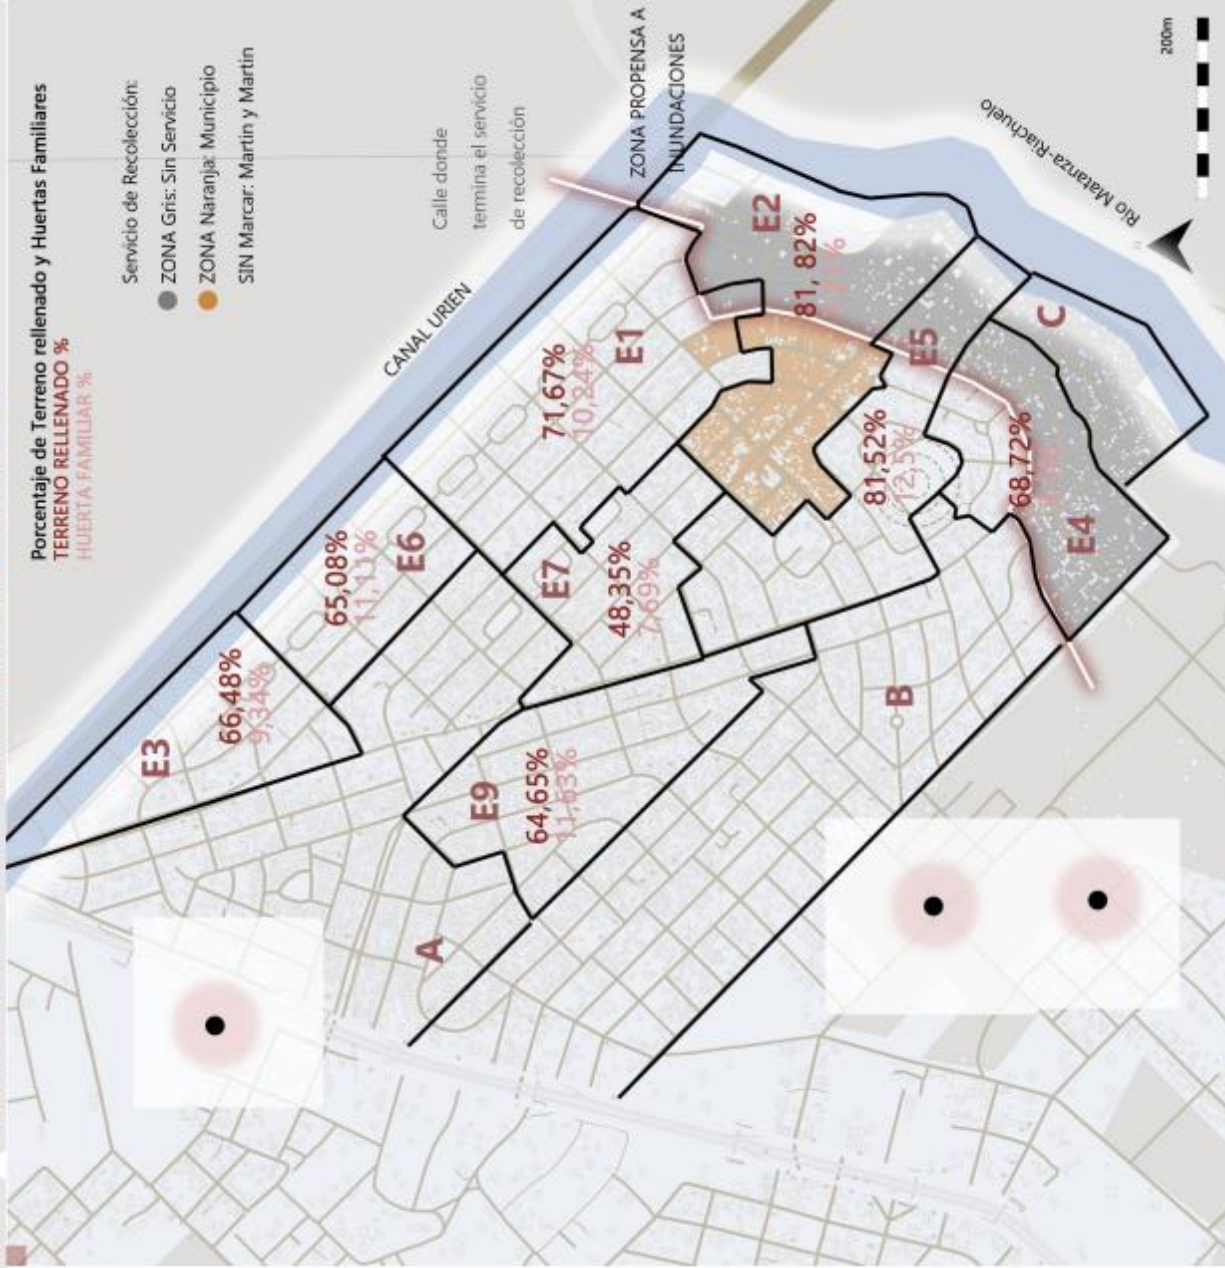 Porcentaje de Terreno rellenado y Huertas Familiares
TERRENO RELLENADO %
HUERTA FAMILIAR %
Servicio de Recolección:
ZONA Gris: Sin Servicio
ZONA Naranja: Municipio
SIN Marcar: Martin y Martin
Calle donde
termina el servicio
de recolección
ZONA PROPENSA A
INUNDACIONES
CANAL URIEN
Río Matanza-Riachuelo
200m
E3
66,48%
9,34%
E6
65,08%
11,11%
E1
71,67%
10,24%
E2
81, 82%
E7
48,35%
7,69%
E5
81,52%
12,5%
C
E4
68,72%
E9
64,65%
11,63%
A
B